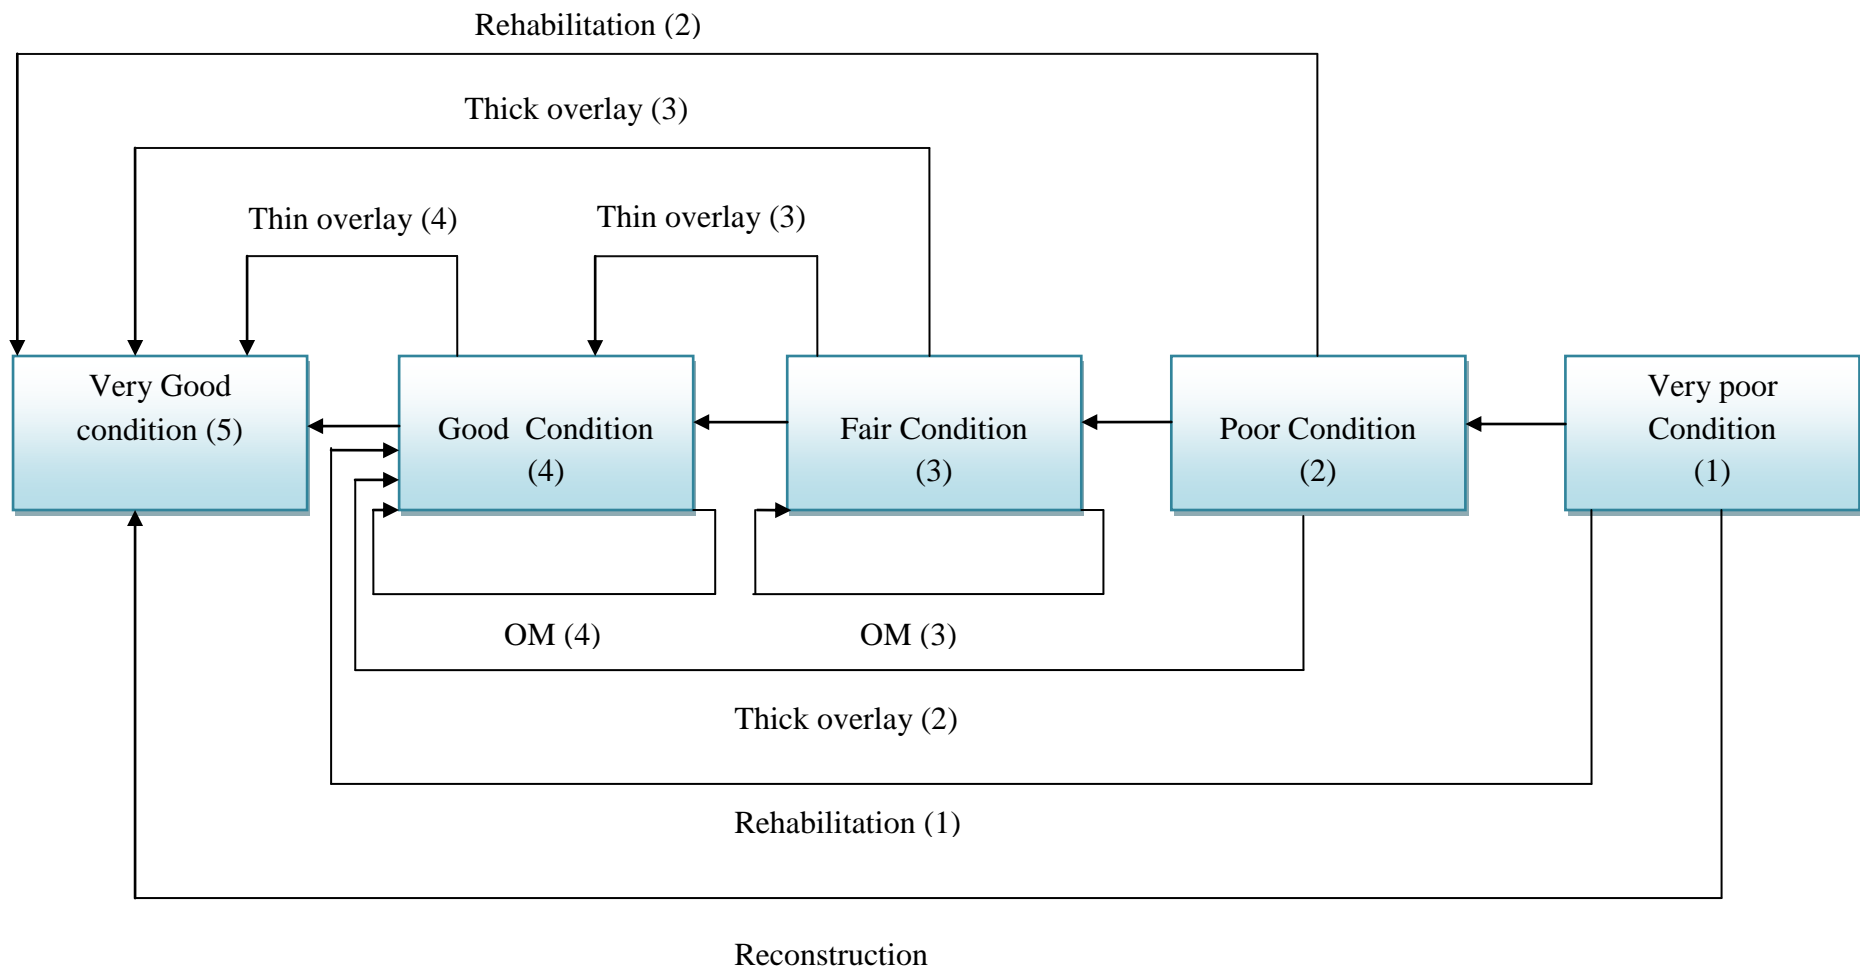 Rehabilitation (2)
Thick overlay (3)
Thin overlay (4)
Thin overlay (3)
Very Good
condition (5)
Good  Condition
(4)
Fair Condition
(3)
Poor Condition
(2)
Very poor
Condition
(1)
OM (4)
OM (3)
Thick overlay (2)
Rehabilitation (1)
Reconstruction